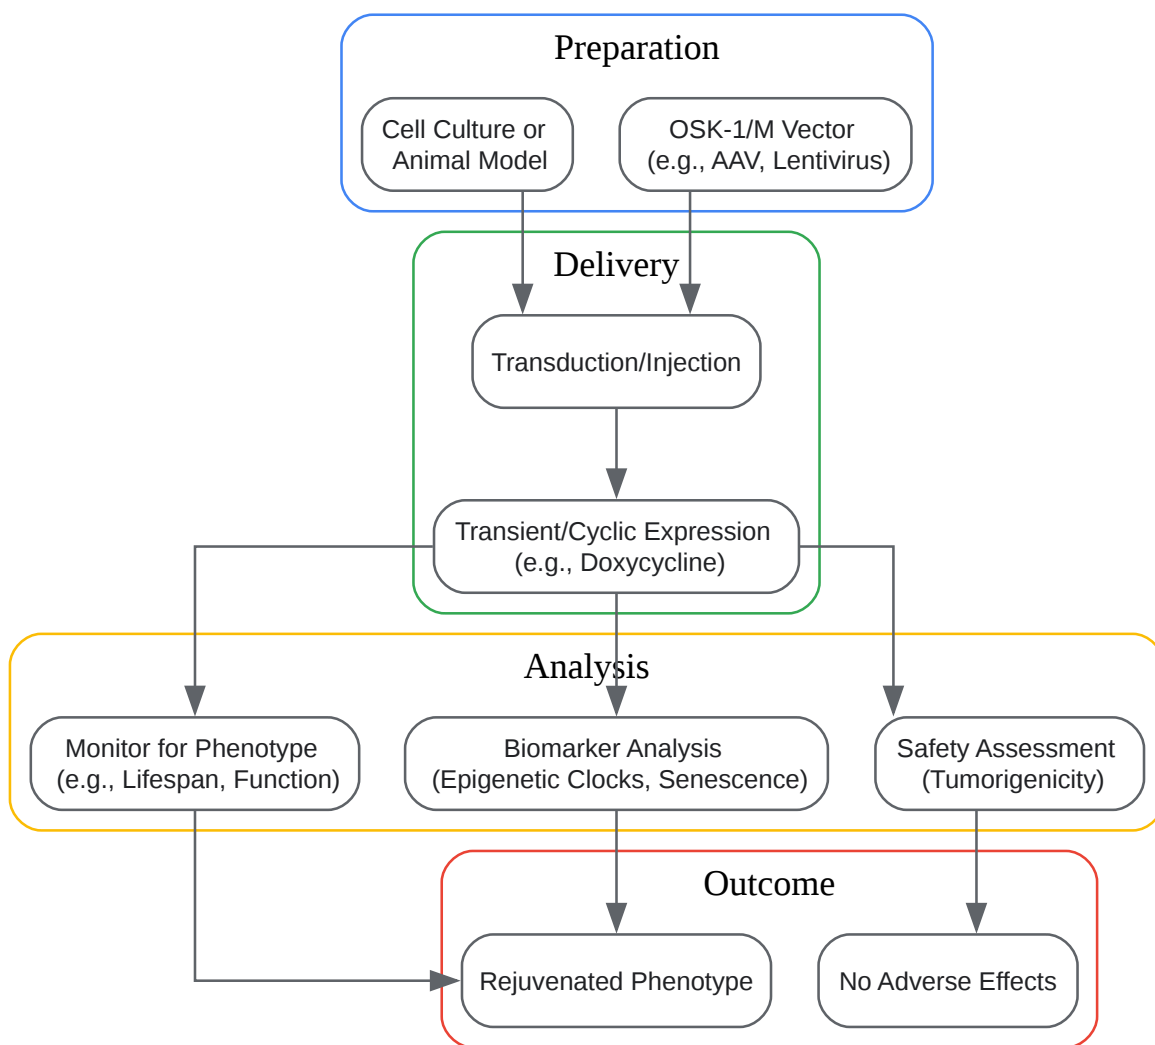 Preparation
Cell Culture or
Animal Model
OSK-1/M Vector
(e.g., AAV, Lentivirus)
Delivery
Transduction/Injection
Transient/Cyclic Expression
(e.g., Doxycycline)
Analysis
Monitor for Phenotype
(e.g., Lifespan, Function)
Biomarker Analysis
(Epigenetic Clocks, Senescence)
Safety Assessment
(Tumorigenicity)
Outcome
Rejuvenated Phenotype
No Adverse Effects